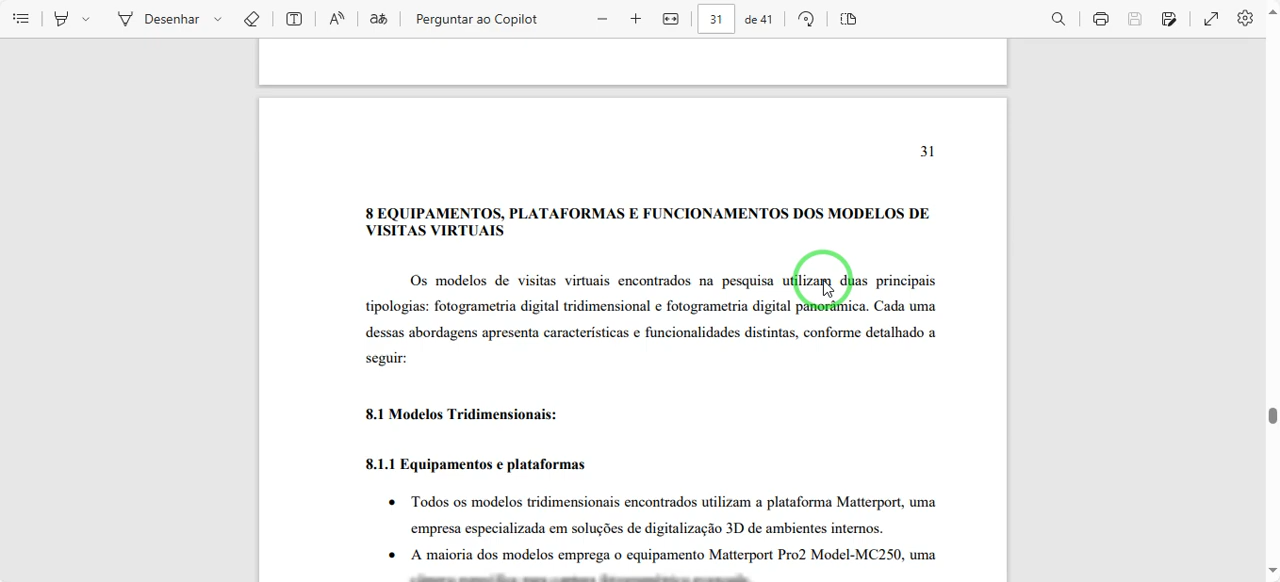 Desenhar
Perguntar ao Copilot
31
de 41
31
8 EQUIPAMENTOS, PLATAFORMAS E FUNCIONAMENTOS DOS MODELOS DE
VISITAS VIRTUAIS
Os modelos de visitas virtuais encontrados na pesquisa utilizam duas principais
tipologias: fotogrametria digital tridimensional e fotogrametria digital panorâmica. Cada uma
dessas abordagens apresenta características e funcionalidades distintas, conforme detalhado a
seguir:
8.1 Modelos Tridimensionais:
8.1.1 Equipamentos e plataformas
• Todos os modelos tridimensionais encontrados utilizam a plataforma Matterport, uma
empresa especializada em soluções de digitalização 3D de ambientes internos.
• A maioria dos modelos emprega o equipamento Matterport Pro2 Model-MC250, uma